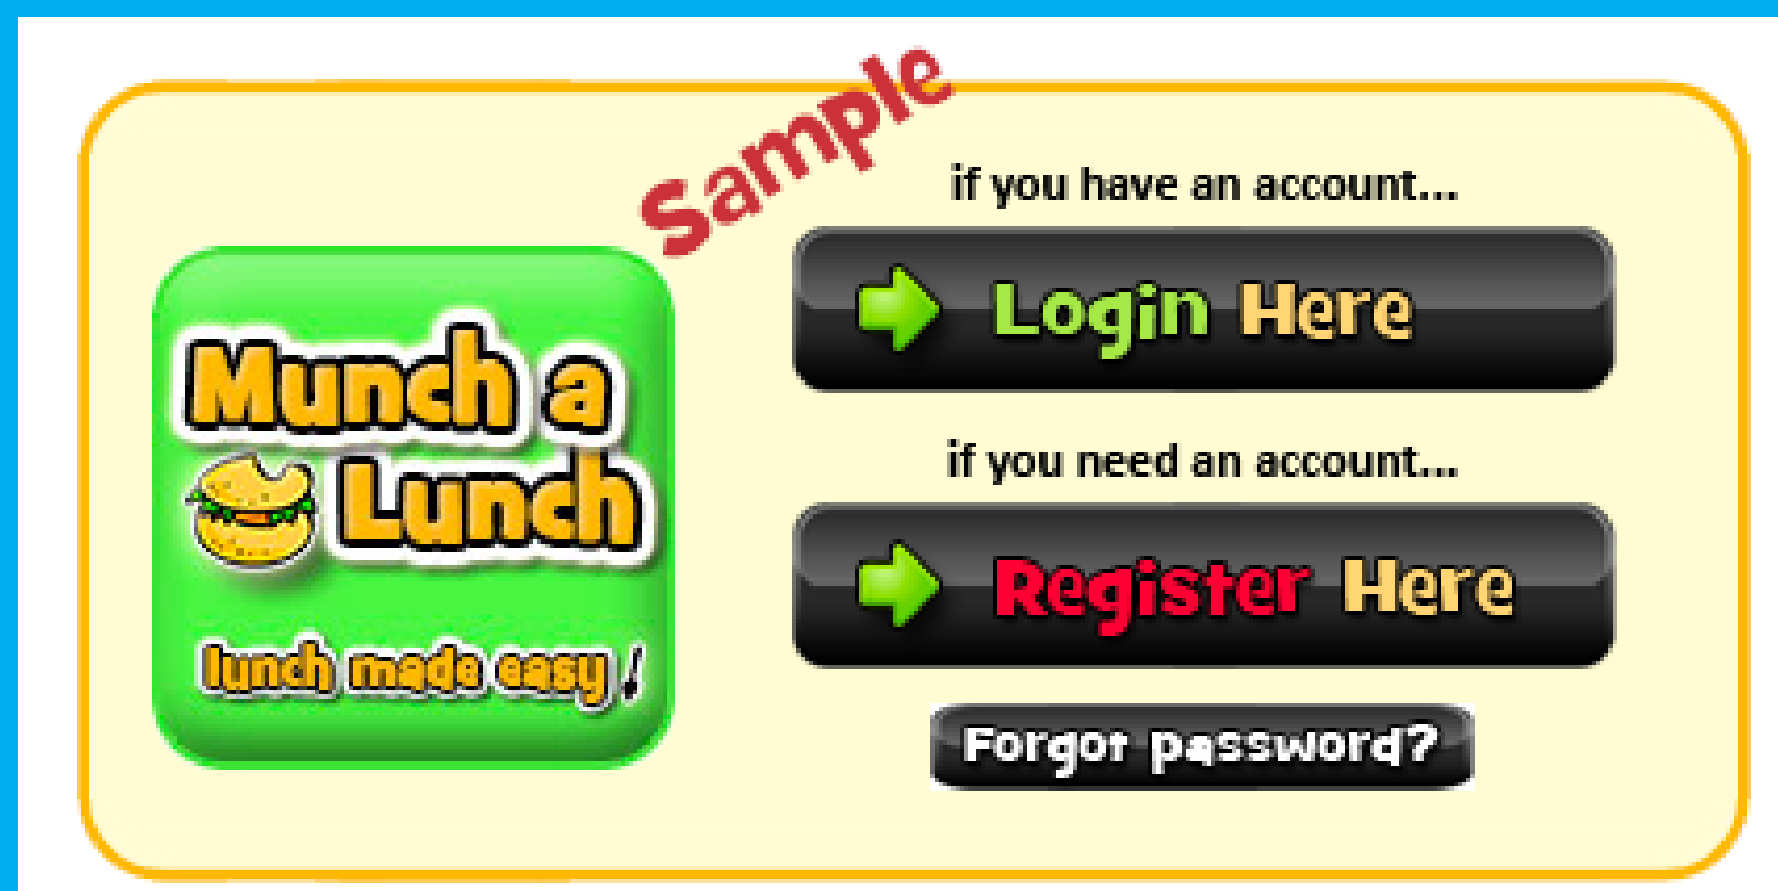 Sample
Munch a
Lunch
lunch made easy!
if you have an account...
Login Here
if you need an account...
Register Here
Forgot password?